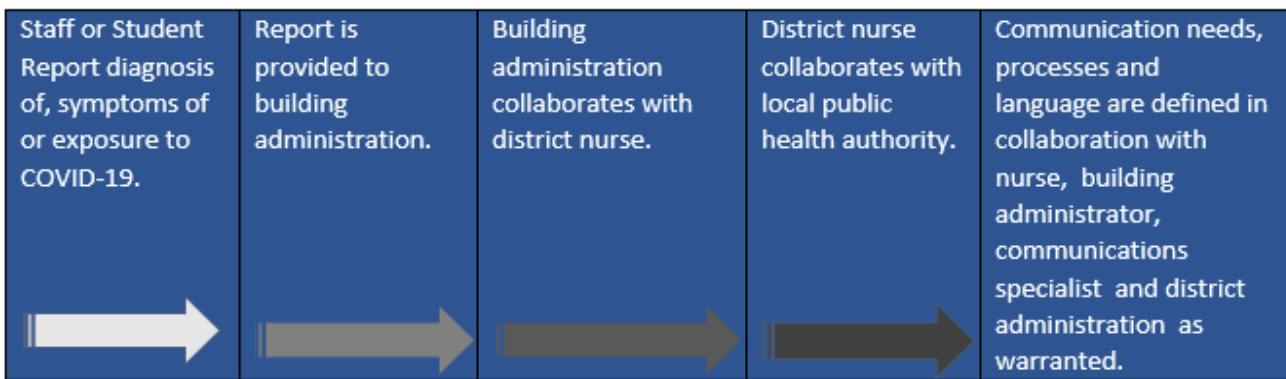 Staff or Student
Report diagnosis
of, symptoms of
or exposure to
COVID-19.
Report is
provided to
building
administration.
Building
administration
collaborates with
district nurse.
District nurse
collaborates with
local public
health authority.
Communication needs,
processes and
language are defined in
collaboration with
nurse, building
administrator,
communications
specialist and district
administration as
warranted.